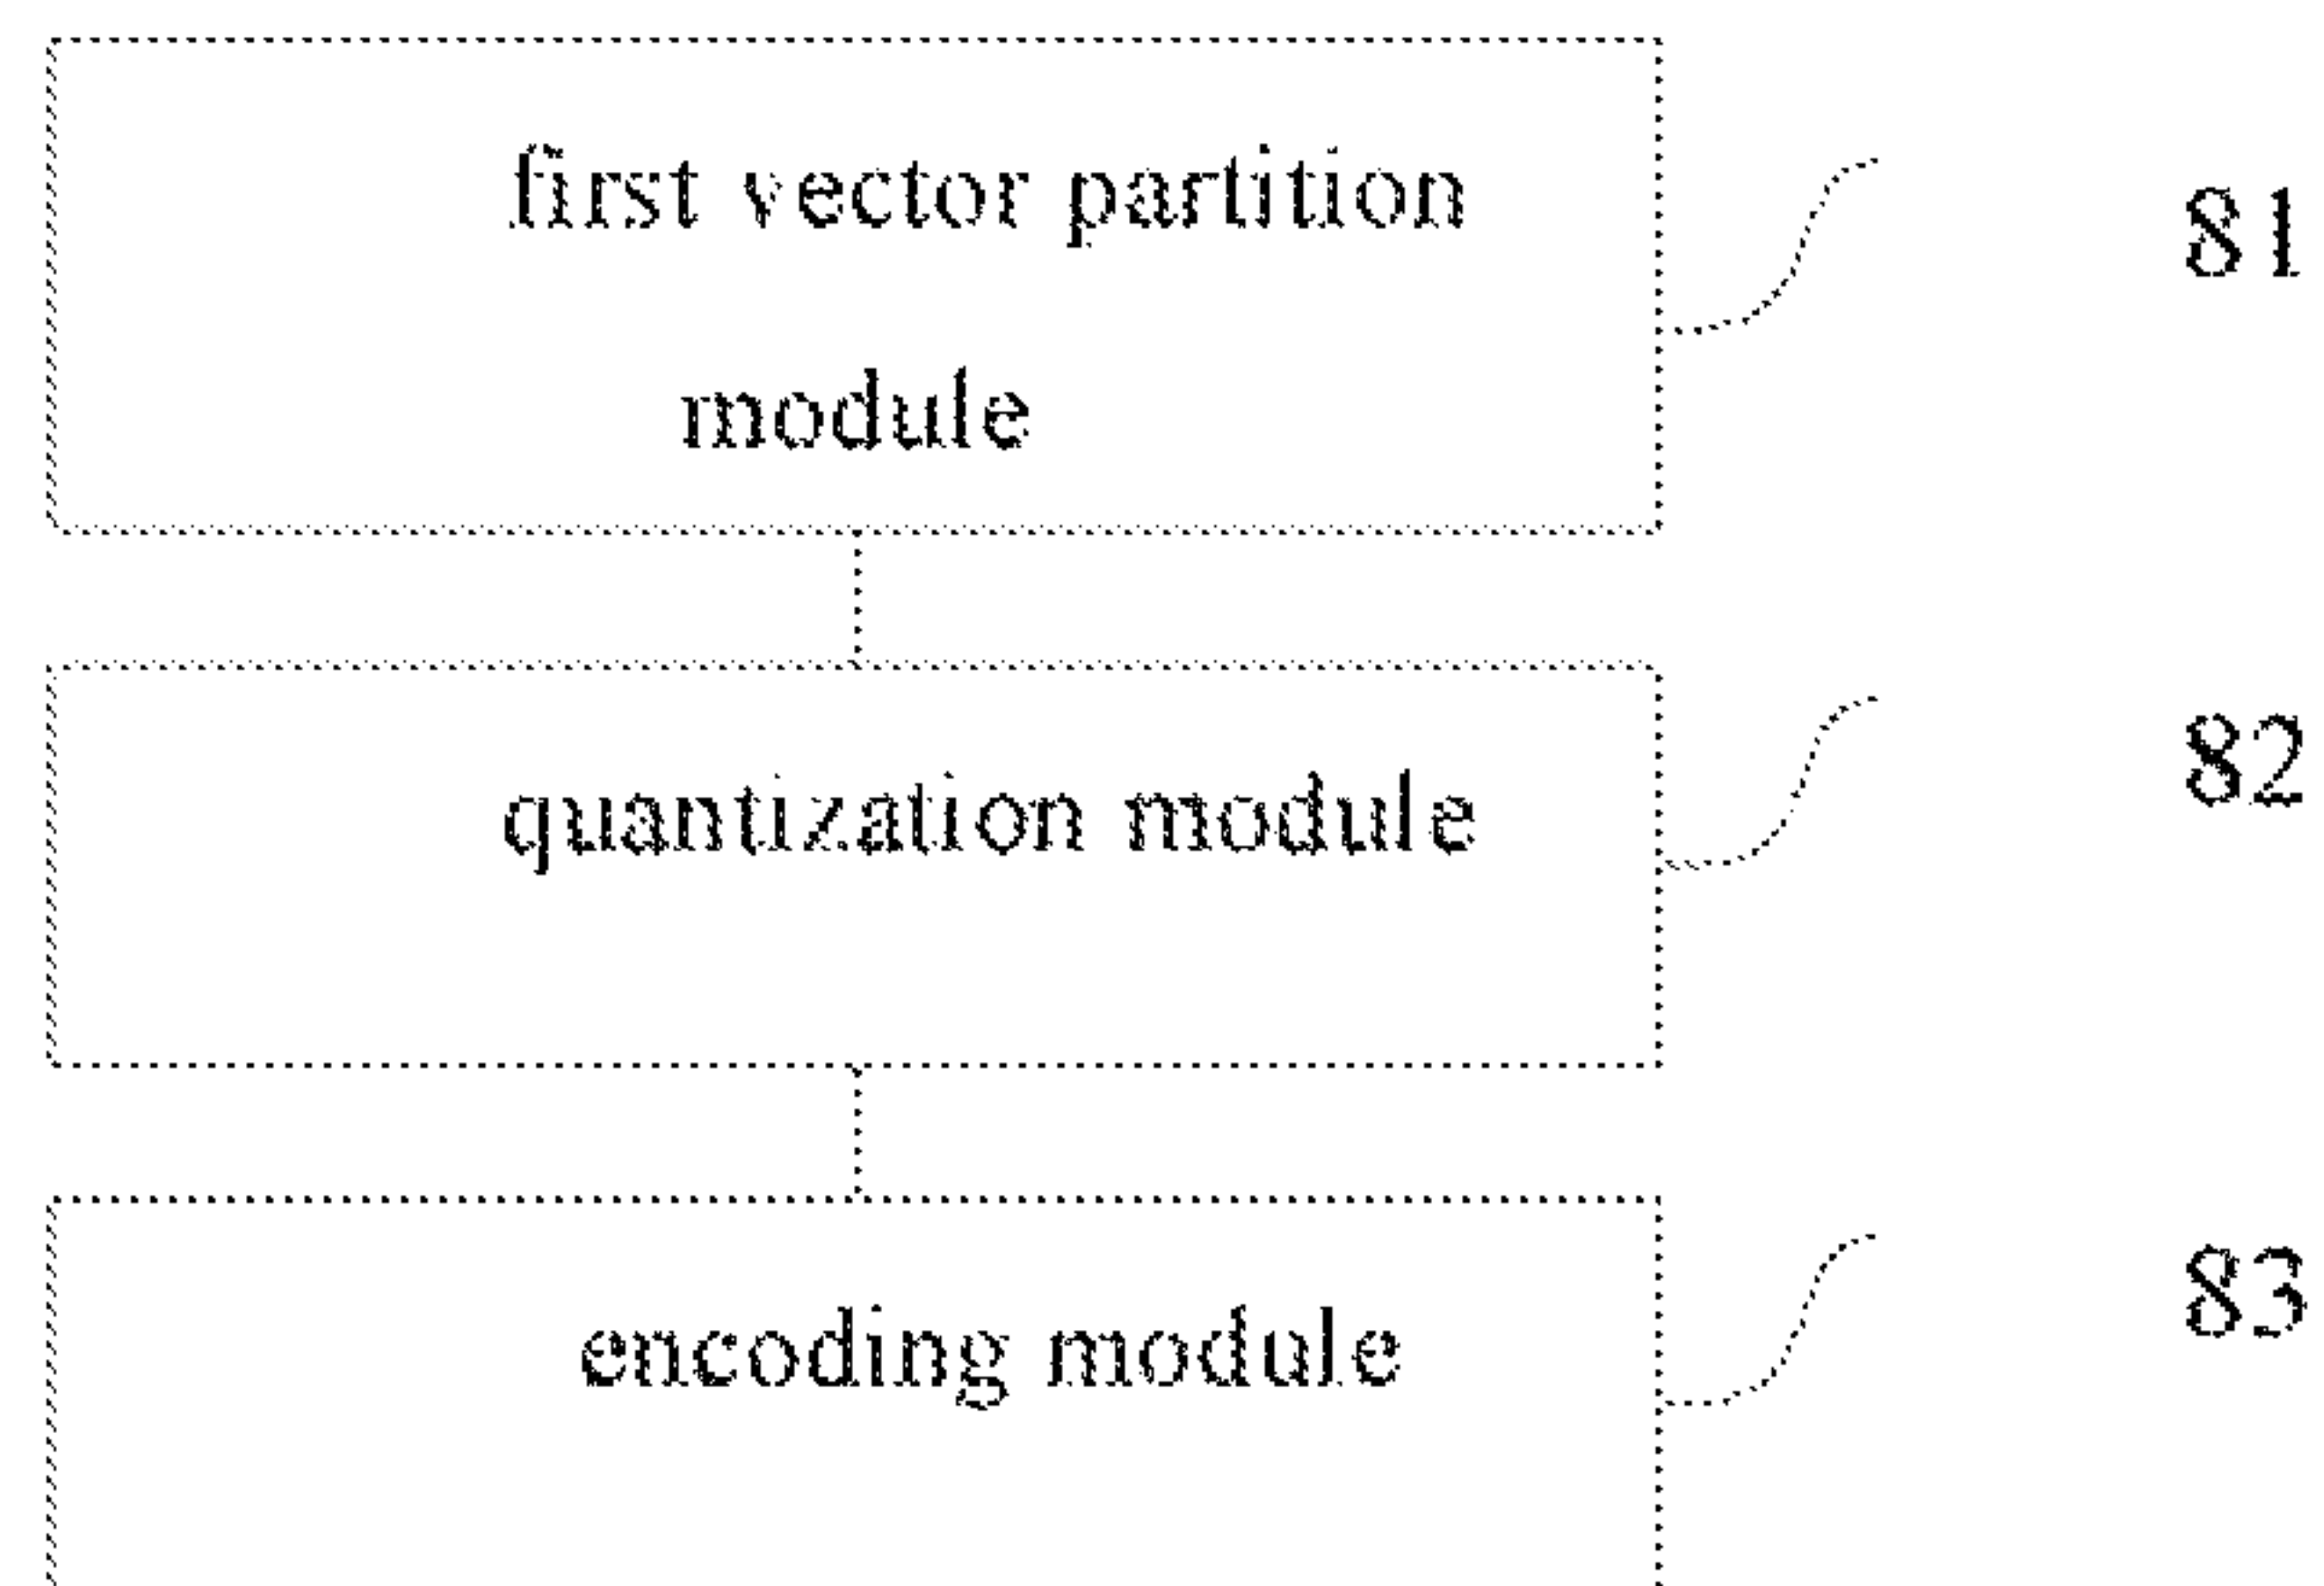 first vector partition
81
module
82
quantization module
83
encoding module